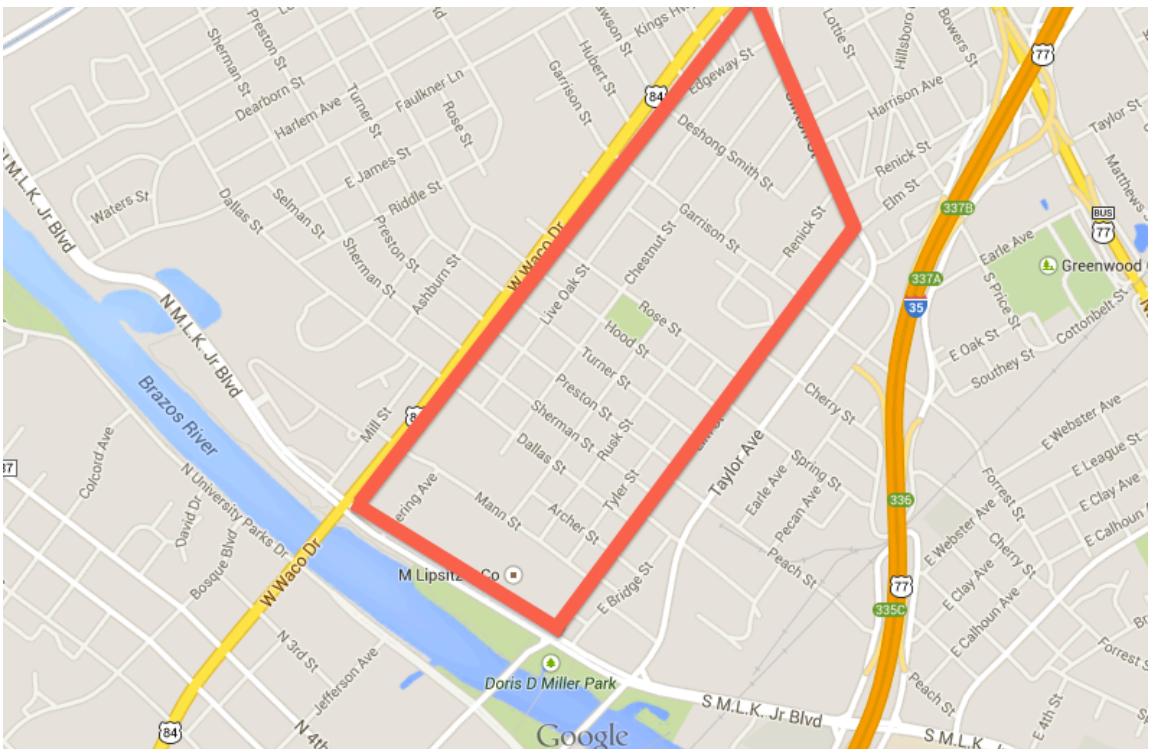 Sherman St
Preston St
Dearborn St
Harlem Ave
Turner St
Faulkner Ln
Rose St
E James St
Riddle St
Waters St
Dallas St
Selman St
Preston St
Sherman St
Ashburn St
Garrison St
Hubert St
Kings Hwy
84
Edgeway St
Lottie St
Hillsboro
Bowers St
77
Harrison Ave
Taylor St
Deshong Smith St
Renick St
Elm St
Matthews
337B
BUS
77
Garrison St
Renick St
Chestnut St
Live Oak St
W Waco Dr
N M.L.K. Jr Blvd
N M.L.K. Jr Blvd
Brazos River
Earle Ave
Greenwood
337A
35
S Price St
Cottonbelt St
E Oak St
Southey St
Rose St
Hood St
Turner St
Preston St
Sherman St
Rusk St
Dallas St
Tyler St
Mill St
Mann St
Archer St
Cherry St
Taylor Ave
Spring St
Earle Ave
Pecan Ave
Peach St
336
E Webster Ave
E League St
E Clay Ave
E Calhoun
Forrest St
E Webster Ave
Cherry St
E Clay Ave
E Calhoun Ave
Colcord Ave
N University Parks Dr
David Dr
Bosque Blvd
W Waco Dr
M Lipsitz Co
E Bridge St
77
335C
N 3rd St
Jefferson Ave
Doris D Miller Park
Peach St
E 4th St
Forrest S
84
N 4th
Google
S M.L.K. Jr Blvd
S M.L.K.